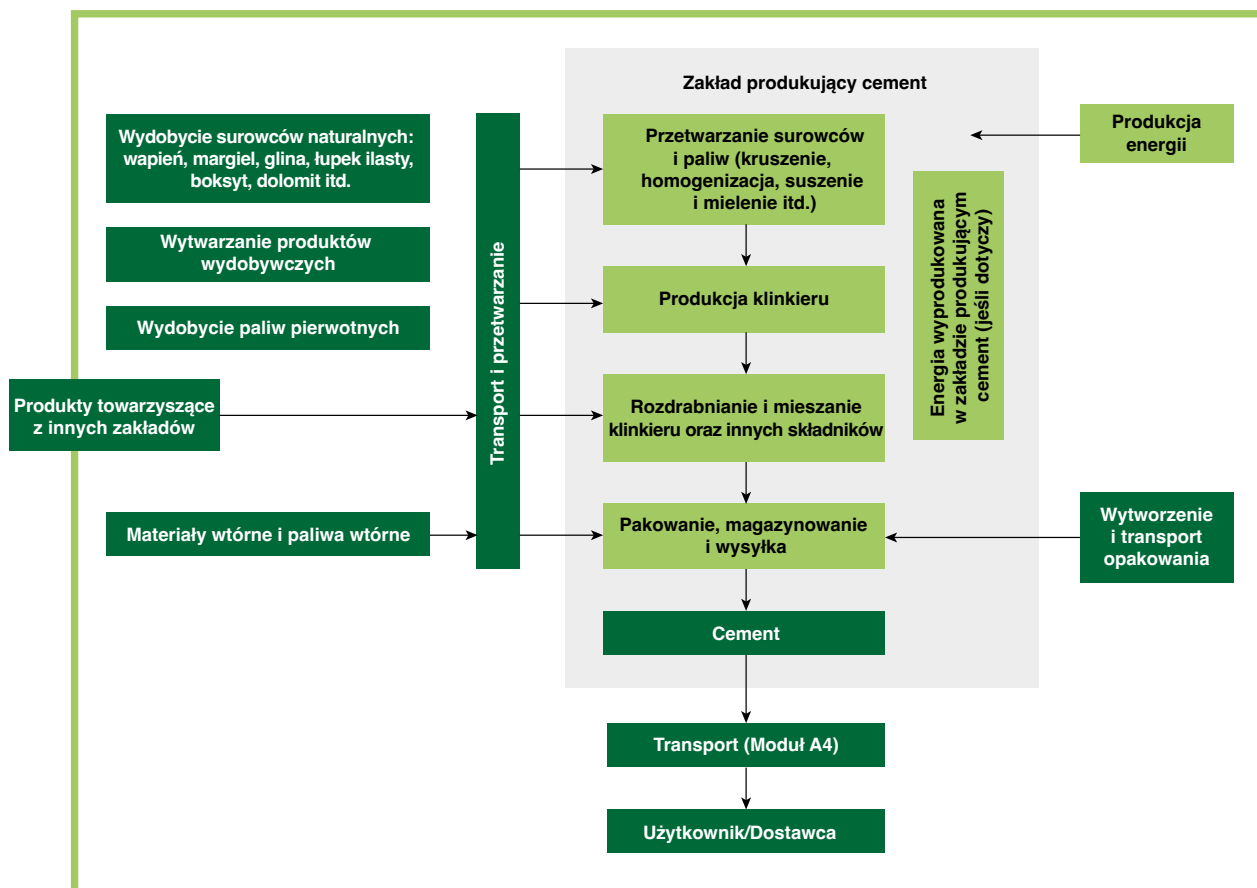 Zakład produkujący cement
Wydobycie surowców naturalnych:
wapień, margiel, glina, łupek ilasty,
boksyt, dolomit itd.
Wytwarzanie produktów
wydobywczych
Wydobycie paliw pierwotnych
Produkty towarzyszące
z innych zakładów
Materiały wtórne i paliwa wtórne
Transport i przetwarzanie
Przetwarzanie surowców
i paliw (kruszenie,
homogenizacja, suszenie
i mielenie itd.)
Produkcja klinkieru
Rozdrabnianie i mieszanie
klinkieru oraz innych składników
Pakowanie, magazynowanie
i wysyłka
Cement
Transport (Moduł A4)
Użytkownik/Dostawca
Energia wyprodukowana
w zakładzie produkującym
cement (jeśli dotyczy)
Produkcja
energii
Wytworzenie
i transport
opakowania